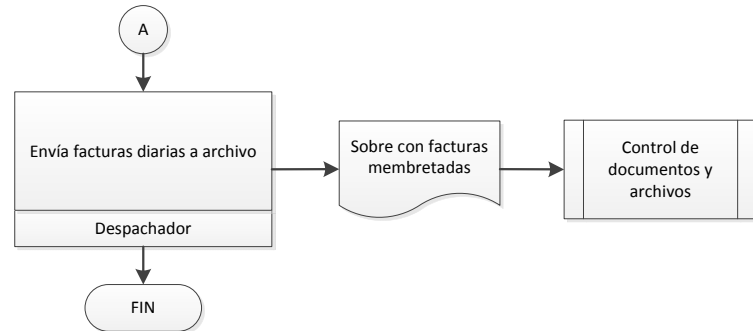 A
Envía facturas diarias a archivo
Despachador
FIN
Sobre con facturas
membretadas
Control de
documentos y
archivos